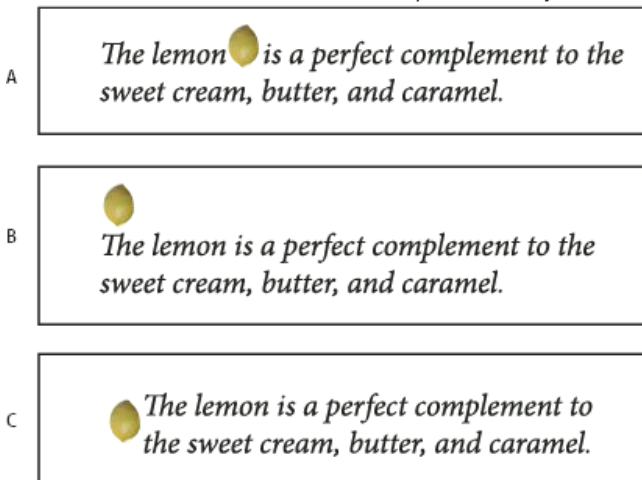 A
The lemon is a perfect complement to the
sweet cream, butter, and caramel.
B
The lemon is a perfect complement to the
sweet cream, butter, and caramel.
C
The lemon is a perfect complement to
the sweet cream, butter, and caramel.